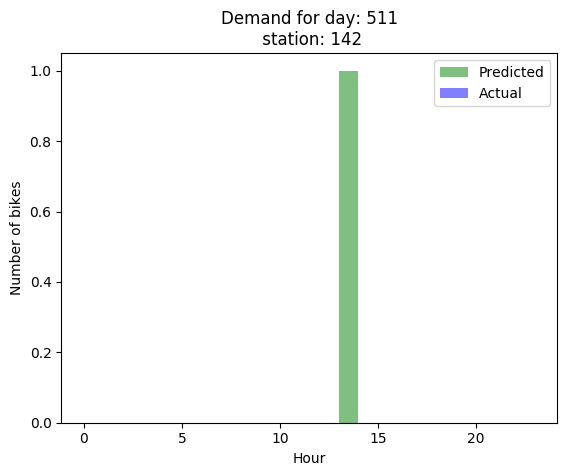 Demand for day: 511
station: 142
Predicted
Actual
Number of bikes
1.0
0.8
0.6
0.4
0.2
0.0
0 5 10 15 20
Hour